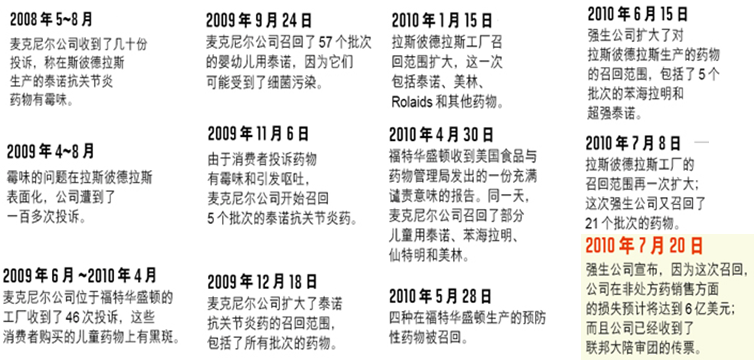 2008 年 5~8 月
麦克尼尔公司收到了几十份
投诉，称在斯彼德拉斯
生产的泰诺抗关节炎
药物有霉味。
2009 年 4~8 月
霉味的问题在拉斯彼德拉斯
表面化，公司遭到了
一百多次投诉。
2009 年 6 月 ~2010 年 4 月
麦克尼尔公司位于福特华盛顿的
工厂收到了 46 次投诉，这些
消费者购买的儿童药物上有黑斑。
2009 年 9 月 24 日
麦克尼尔公司召回了 57 个批次
的婴幼儿用泰诺，因为它们
可能受到了细菌污染。
2009 年 11 月 6 日
由于消费者投诉药物
有霉味和引发呕吐，
麦克尼尔公司开始召回
5 个批次的泰诺抗关节炎药。
2009 年 12 月 18 日
麦克尼尔公司扩大了泰诺
抗关节炎药的召回范围，
包括了所有批次的药物。
2010 年 1 月 15 日
拉斯彼德拉斯工厂召
回范围扩大，这一次
包括泰诺、美林、
Rolaids 和其他药物。
2010 年 4 月 30 日
福特华盛顿收到美国食品与
药物管理局发出的一份充满
谴责意味的报告。同一天，
麦克尼尔公司召回了部分
儿童用泰诺、苯海拉明、
仙特明和美林。
2010 年 5 月 28 日
四种在福特华盛顿生产的预防
性药物被召回。
2010 年 6 月 15 日
强生公司扩大了对
拉斯彼德拉斯生产的药物
的召回范围，包括了 5 个
批次的苯海拉明和
超强泰诺。
2010 年 7 月 8 日
拉斯彼德拉斯工厂的
召回范围再一次扩大；
这次强生公司又召回了
21 个批次的药物。
2010 年 7 月 20 日
强生公司宣布，因为这次召回，
公司在非处方药销售方面
的损失预计将达到 6 亿美元；
而且公司已经收到了
联邦大陪审团的传票。